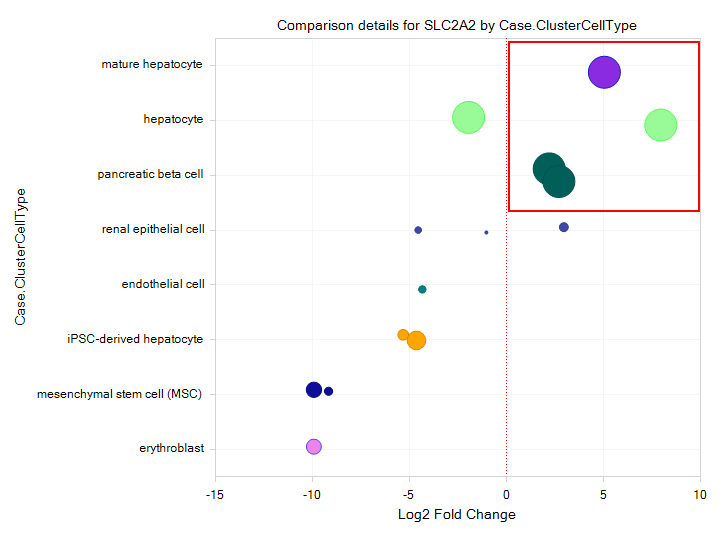 Comparison details for SLC2A2 by Case.ClusterCellType
Case.ClusterCellType
mature hepatocyte
hepatocyte
pancreatic beta cell
renal epithelial cell
endothelial cell
iPSC-derived hepatocyte
mesenchymal stem cell (MSC)
erythroblast
-15 -10 -5 0 5 10
Log2 Fold Change